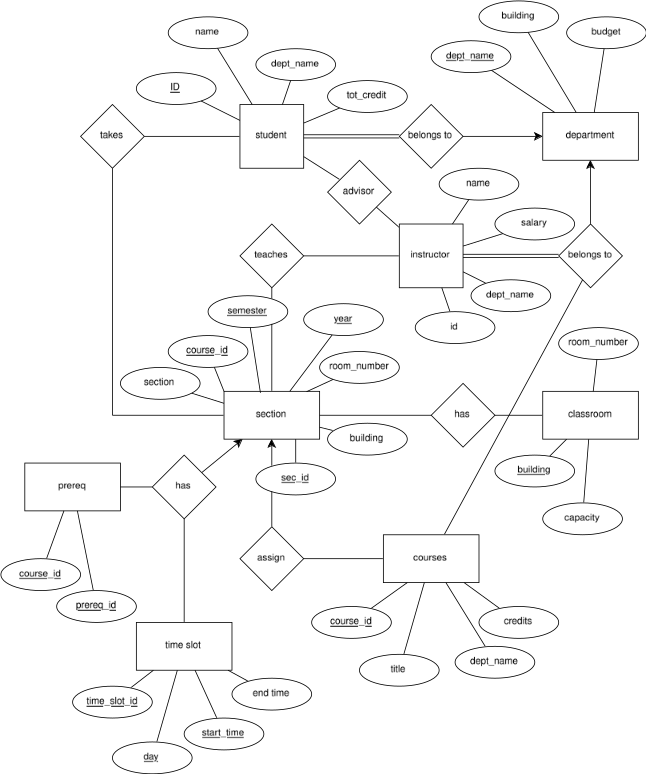 building
name
budget
dept_name
dept_name
ID
tot_credit
takes
student
belongs to
department
advisor
name
salary
teaches
instructor
belongs to
dept_name
semester
year
id
room_number
course_id
room_number
section
section
has
classroom
building
building
sec_id
prereq
has
capacity
assign
courses
course_id
prereq_id
course_id
credits
time slot
title
dept_name
time_slot_id
end time
start_time
day